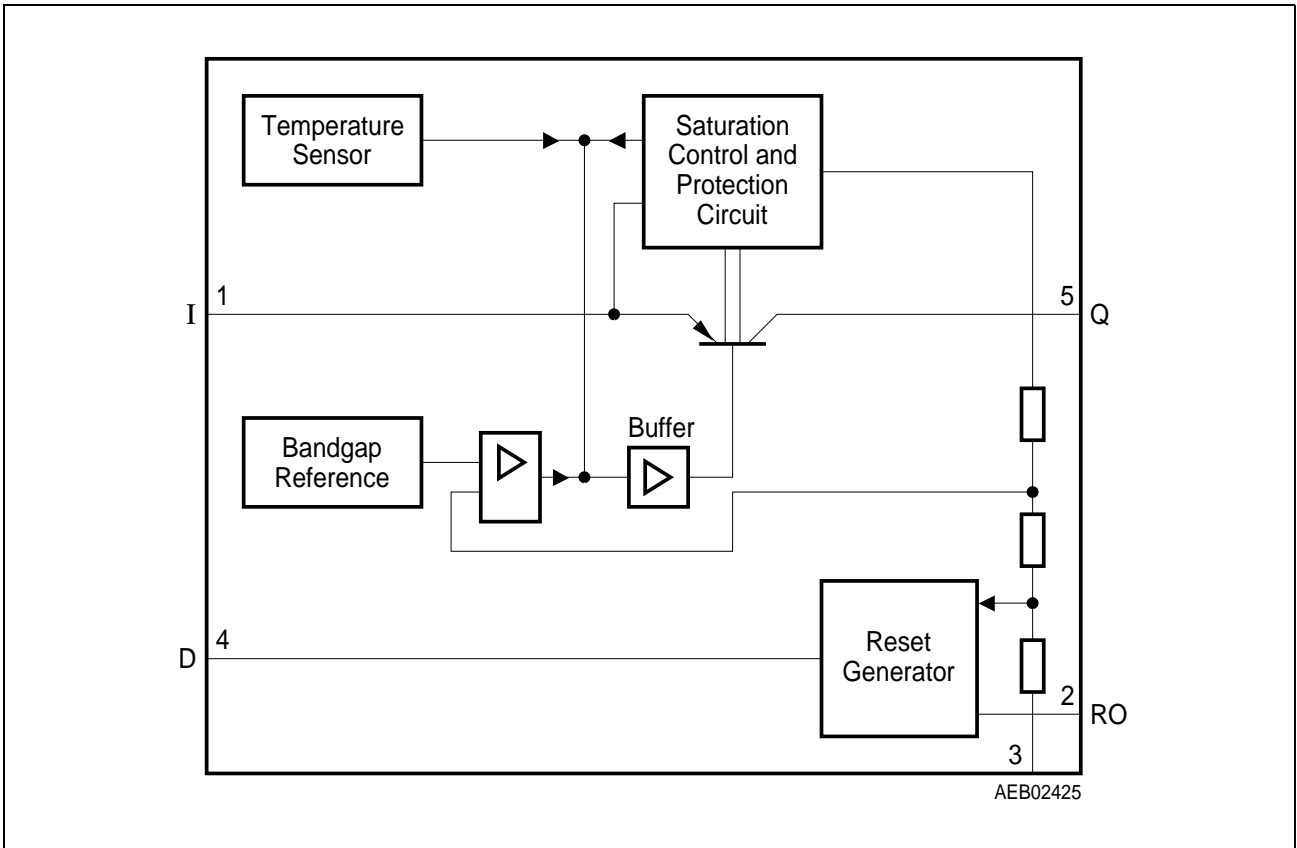 Temperature
Sensor
Saturation
Control and
Protection
Circuit
1
I
5
Q
Buffer
Bandgap
Reference
4
D
Reset
Generator
2
RO
3
AEB02425